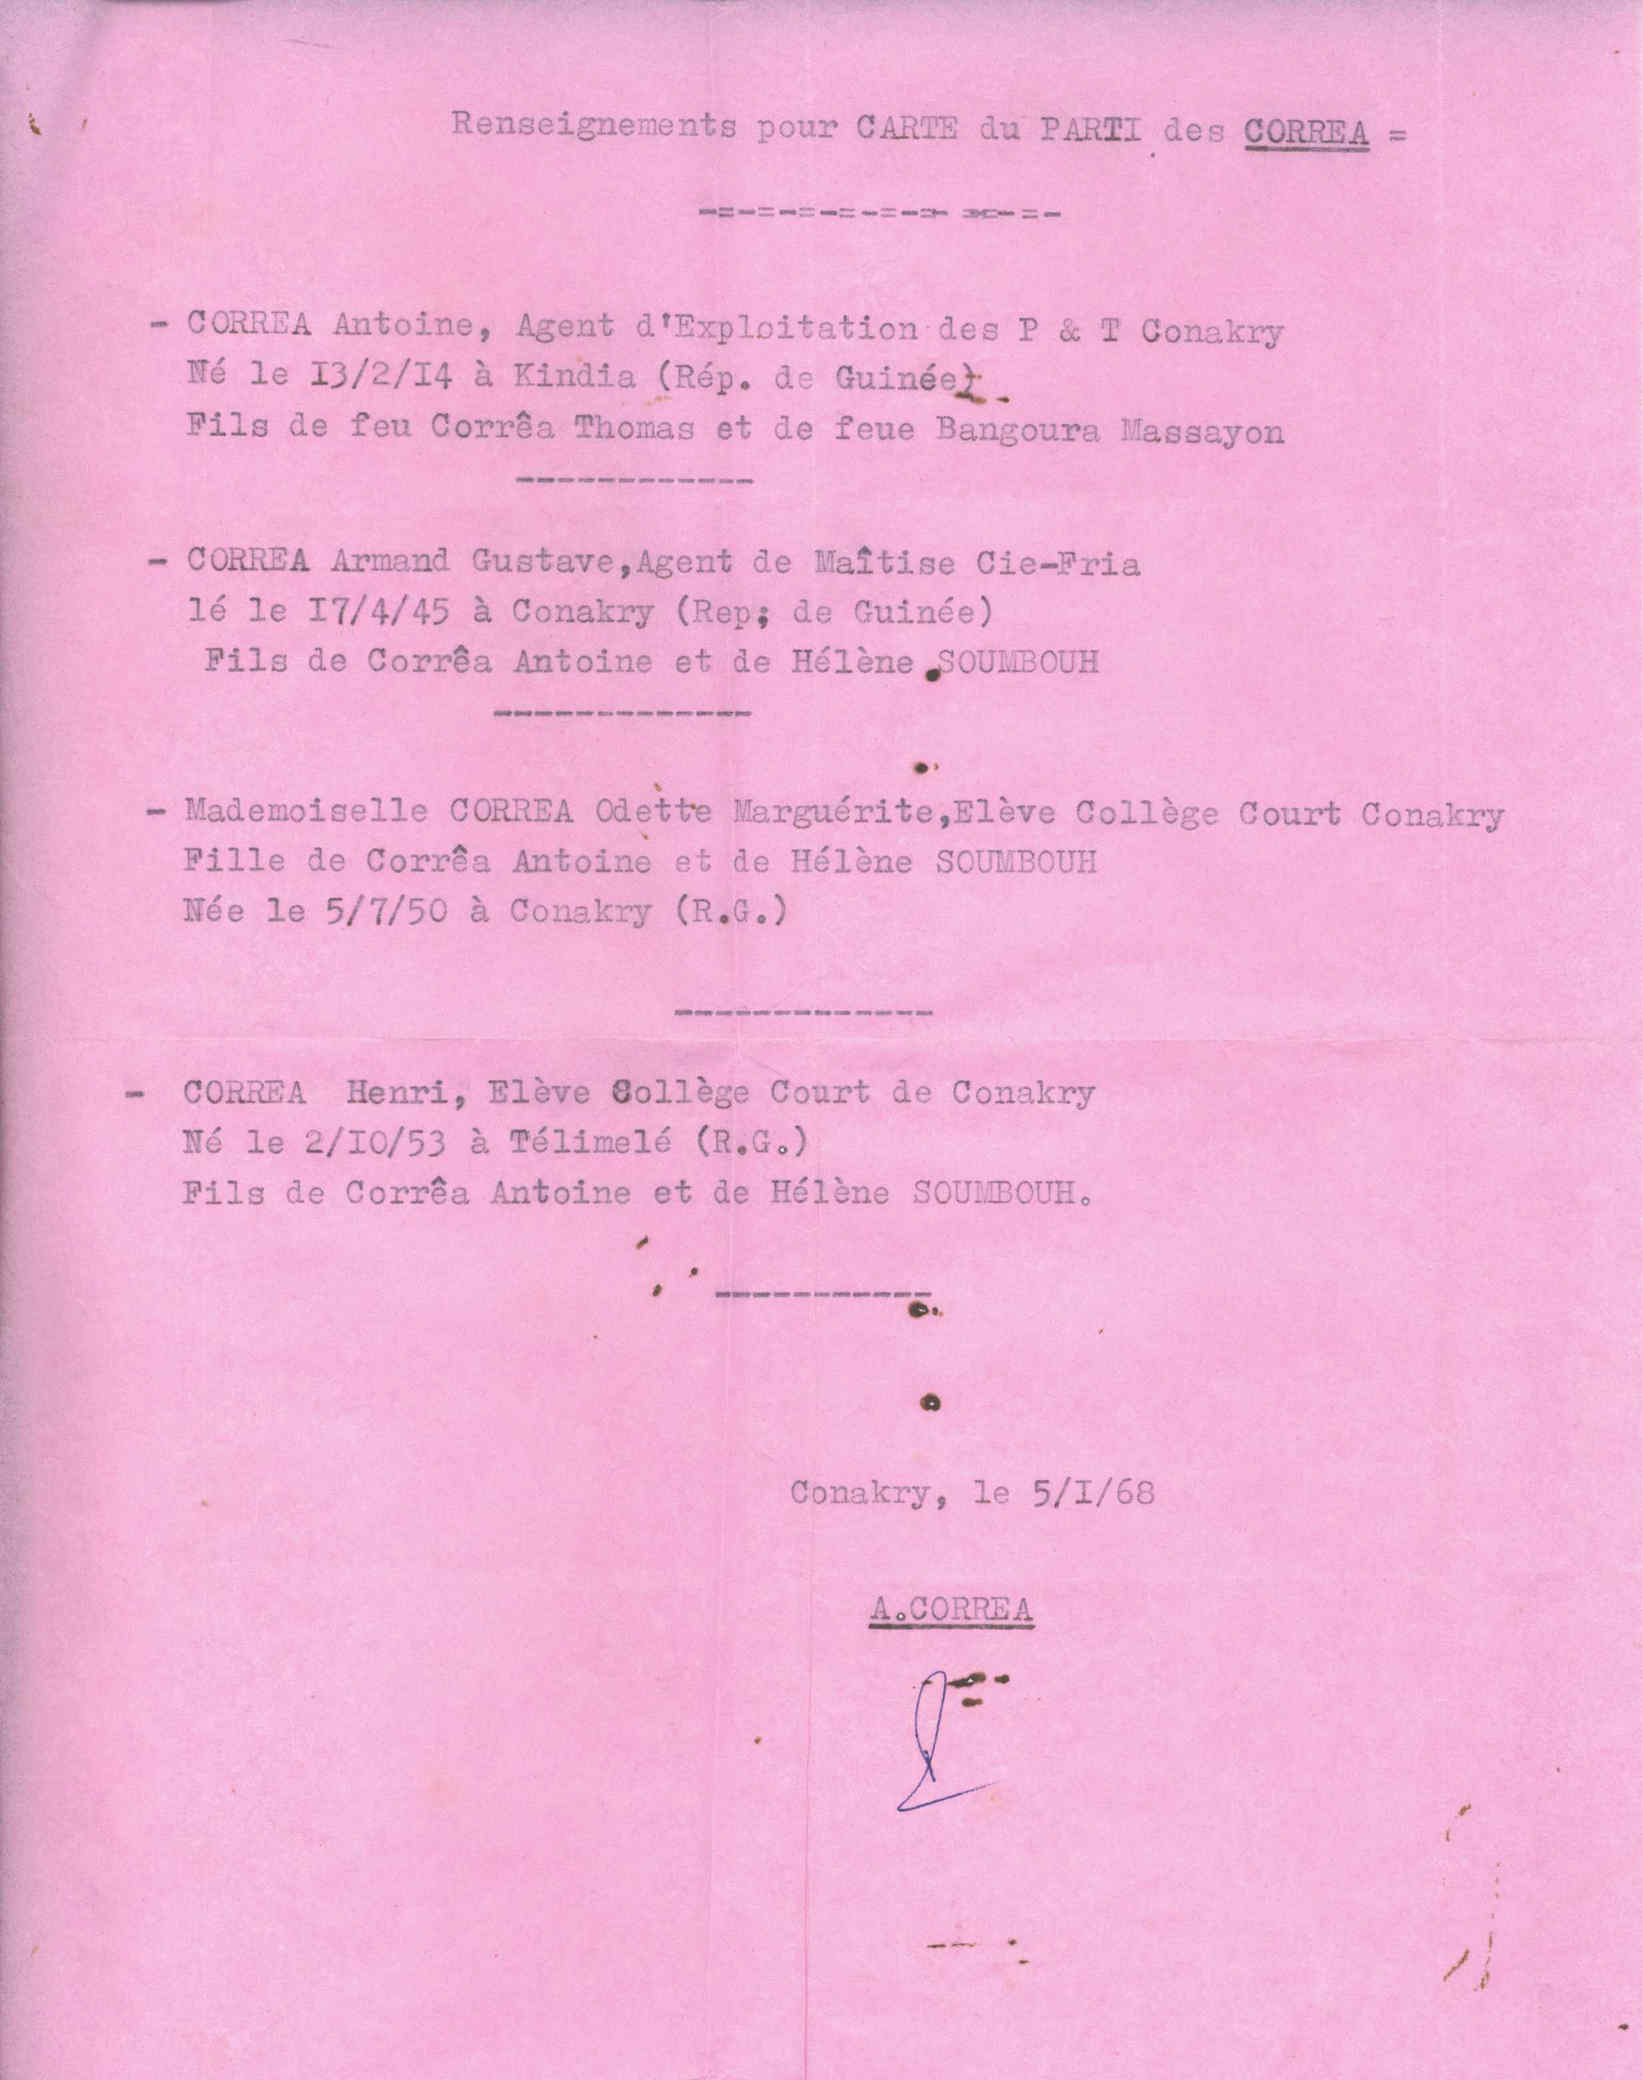 Renseignements pour CARTE du PARTI des CORREA =
-=-=-=-=-=-=- ==-=-
- CORREA Antoine, Agent d'Exploitation des P & T Conakry
Né le I3/2/I4 à Kindia (Rép. de Guinée).
Fils de feu Corrêa Thomas et de feue Bangoura Massayon
------------
- CORREA Armand Gustave,Agent de Maîtise Cie-Fria
lé le I7/4/45 à Conakry (Rep; de Guinée)
Fils de Corrêa Antoine et de Hélène SOUMBOUH
-------------
- Mademoiselle CORREA Odette Marguérite,Elève Collège Court Conakry
Fille de Corrêa Antoine et de Hélène SOUMBOUH
Née le 5/7/50 à Conakry (R.G.)
-------------
- CORREA Henri, Elève Collège Court de Conakry
Né le 2/I0/53 à Télimelé (R.G.)
Fils de Corrêa Antoine et de Hélène SOUMBOUH.
-----------
Conakry, le 5/I/68
A.CORREA